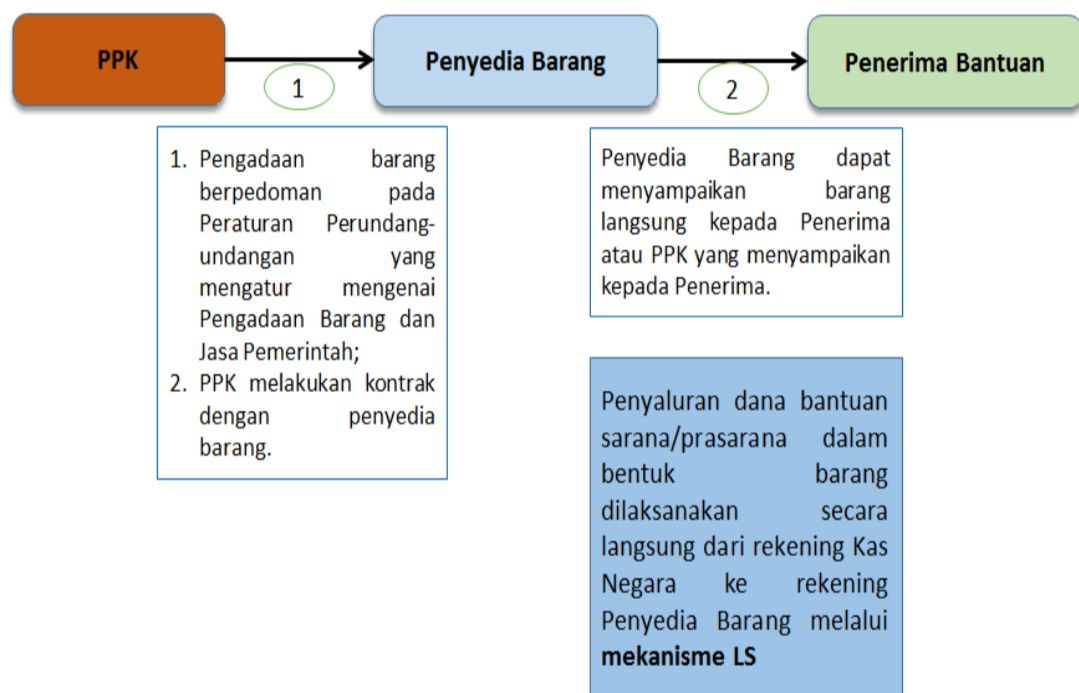 PPK
Penyedia Barang
Penerima Bantuan
1
2
1. Pengadaan barang
berpedoman pada
Peraturan Perundang-
undangan yang
mengatur mengenai
Pengadaan Barang dan
Jasa Pemerintah;
2. PPK melakukan kontrak
dengan penyedia
barang.
Penyedia Barang dapat
menyampaikan barang
langsung kepada Penerima
atau PPK yang menyampaikan
kepada Penerima.
Penyaluran dana bantuan
sarana/prasarana dalam
bentuk barang
dilaksanakan secara
langsung dari rekening Kas
Negara ke rekening
Penyedia Barang melalui
mekanisme LS